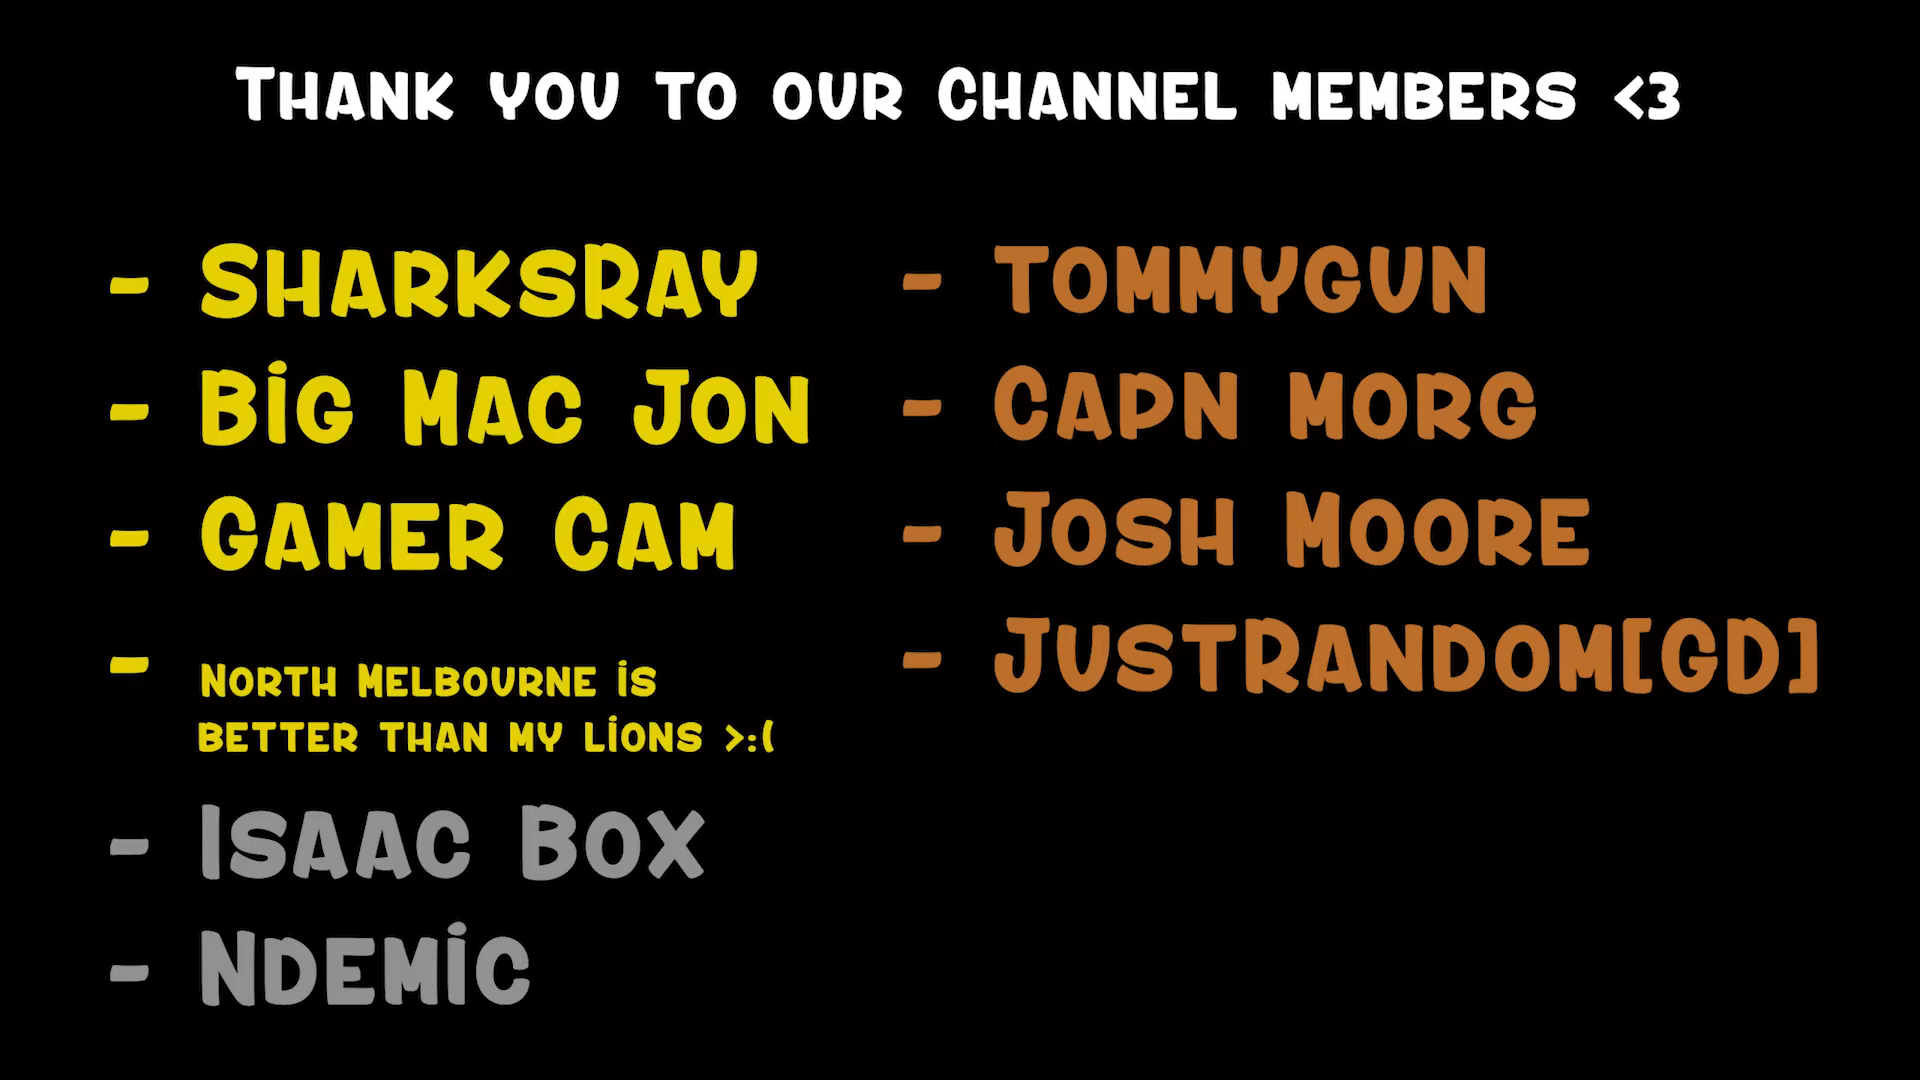 Thank you to our Channel members <3
- SharksRay
- Big Mac Jon
- Gamer Cam
- North Melbourne is
better than my lions >:(
- Isaac Box
- Ndemic
- Tommygun
- Capn Morg
- Josh Moore
- JustRandom[GD]